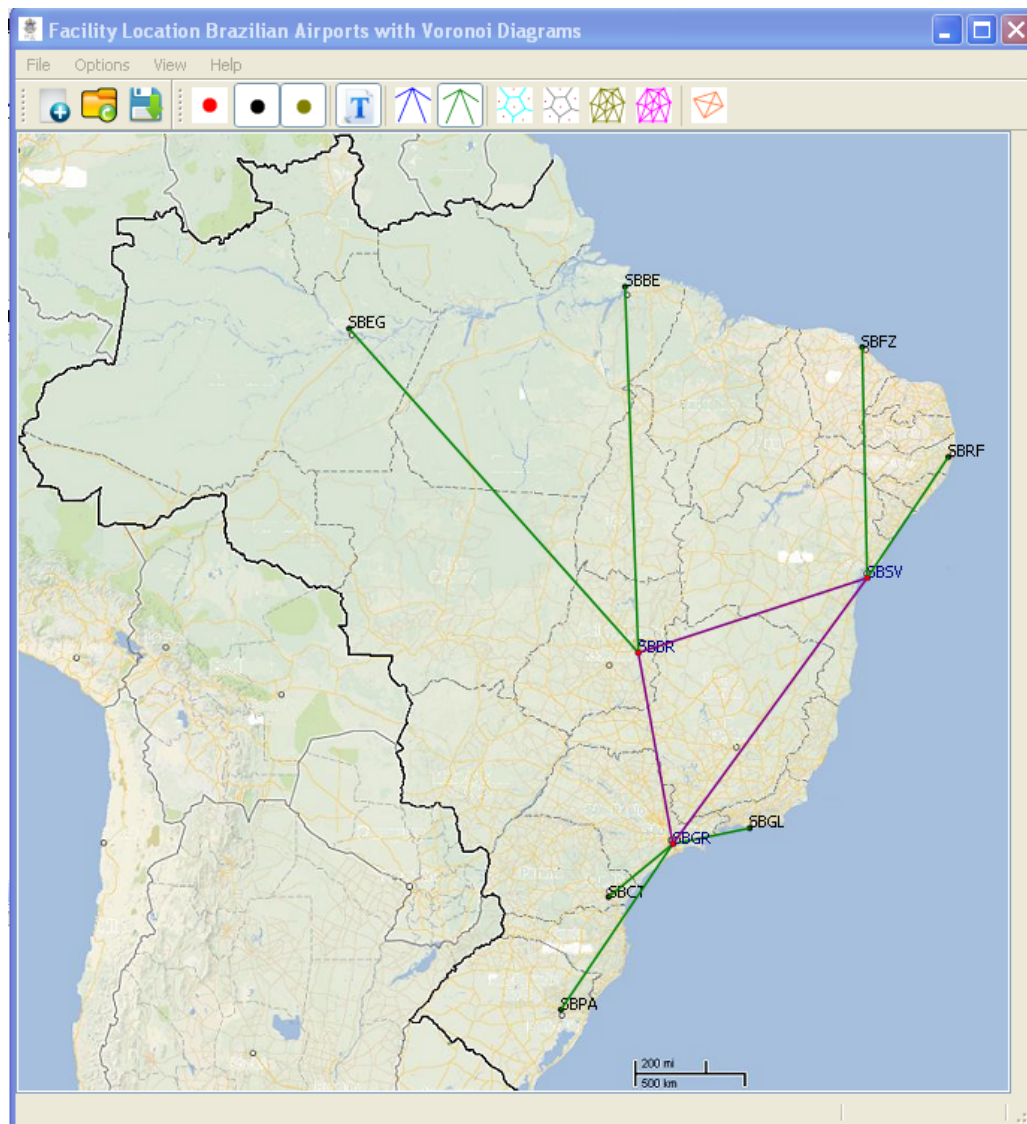 Facility Location Brazilian Airports with Voronoi Diagrams
File Options View Help
T
SBBE
SBEG
SBFZ
SBRF
SBSV
SBBR
SBGL
SBGR
SBCT
SBPA
200 mi
500 km